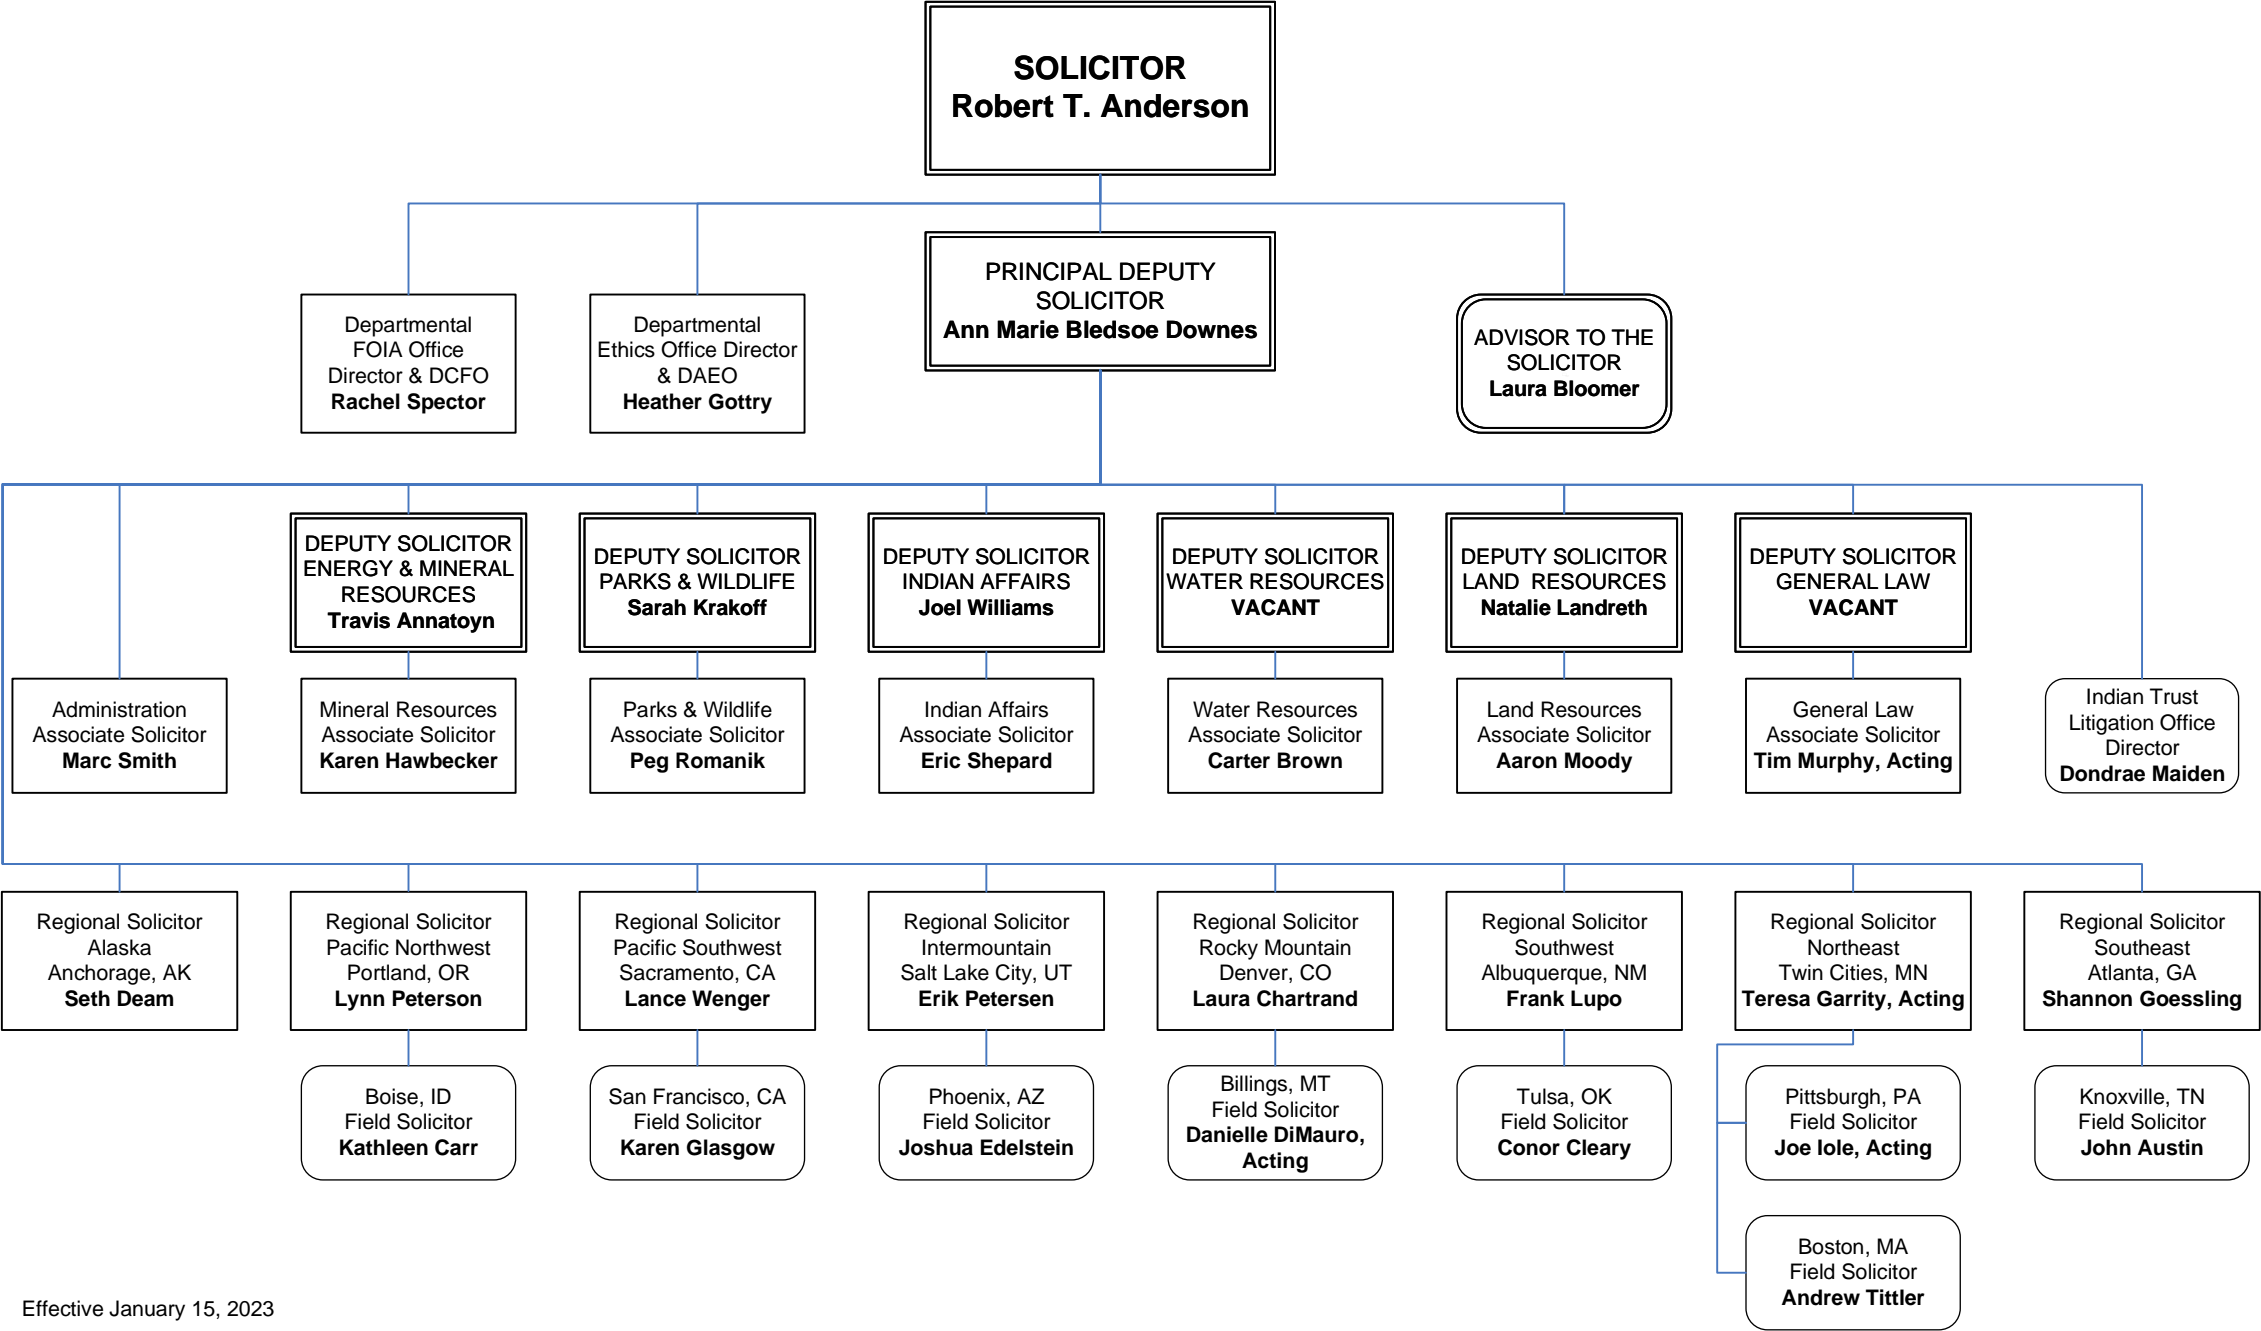 SOLICITOR
Robert T. Anderson
PRINCIPAL DEPUTY
SOLICITOR
Ann Marie Bledsoe Downes
Departmental
FOIA Office
Director & DCFO
Rachel Spector
Departmental
Ethics Office Director
& DAEO
Heather Gottry
ADVISOR TO THE
SOLICITOR
Laura Bloomer
DEPUTY SOLICITOR
ENERGY & MINERAL
RESOURCES
Travis Annatoyn
DEPUTY SOLICITOR
PARKS & WILDLIFE
Sarah Krakoff
DEPUTY SOLICITOR
INDIAN AFFAIRS
Joel Williams
DEPUTY SOLICITOR
WATER RESOURCES
VACANT
DEPUTY SOLICITOR
LAND RESOURCES
Natalie Landreth
DEPUTY SOLICITOR
GENERAL LAW
VACANT
Administration
Associate Solicitor
Marc Smith
Mineral Resources
Associate Solicitor
Karen Hawbecker
Parks & Wildlife
Associate Solicitor
Peg Romanik
Indian Affairs
Associate Solicitor
Eric Shepard
Water Resources
Associate Solicitor
Carter Brown
Land Resources
Associate Solicitor
Aaron Moody
General Law
Associate Solicitor
Tim Murphy, Acting
Indian Trust
Litigation Office
Director
Dondrae Maiden
Regional Solicitor
Alaska
Anchorage, AK
Seth Deam
Regional Solicitor
Pacific Northwest
Portland, OR
Lynn Peterson
Regional Solicitor
Pacific Southwest
Sacramento, CA
Lance Wenger
Regional Solicitor
Intermountain
Salt Lake City, UT
Erik Petersen
Regional Solicitor
Rocky Mountain
Denver, CO
Laura Chartrand
Regional Solicitor
Southwest
Albuquerque, NM
Frank Lupo
Regional Solicitor
Northeast
Twin Cities, MN
Teresa Garrity, Acting
Regional Solicitor
Southeast
Atlanta, GA
Shannon Goessling
Boise, ID
Field Solicitor
Kathleen Carr
San Francisco, CA
Field Solicitor
Karen Glasgow
Phoenix, AZ
Field Solicitor
Joshua Edelstein
Billings, MT
Field Solicitor
Danielle DiMauro,
Acting
Tulsa, OK
Field Solicitor
Conor Cleary
Pittsburgh, PA
Field Solicitor
Joe Iole, Acting
Knoxville, TN
Field Solicitor
John Austin
Boston, MA
Field Solicitor
Andrew Tittler
Effective January 15, 2023